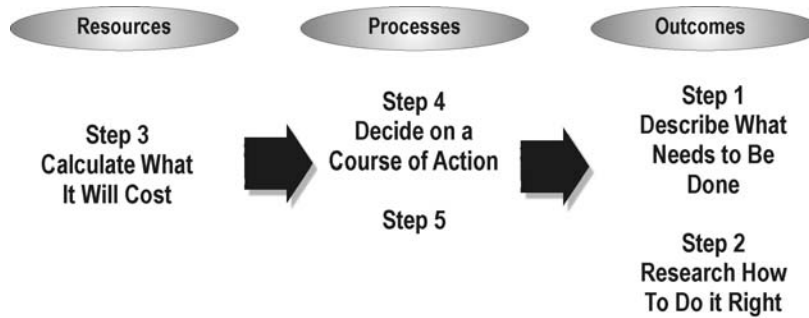 Resources
Processes
Outcomes
Step 3
Calculate What
It Will Cost
Step 4
Decide on a
Course of Action
Step 5
Step 1
Describe What
Needs to Be
Done
Step 2
Research How
To Do it Right